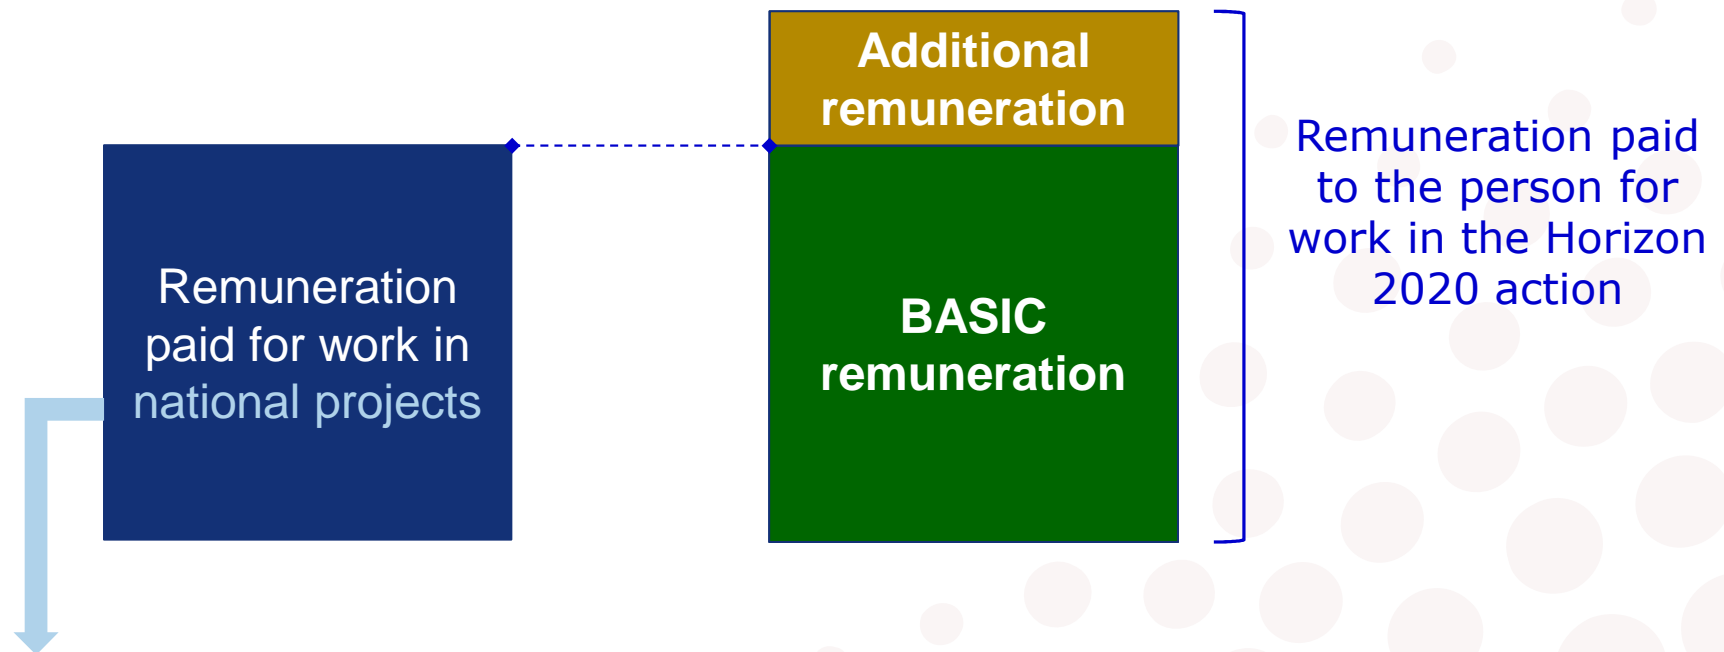 Additional
remuneration
Remuneration paid
to the person for
work in the Horizon
2020 action
Remuneration
paid for work in
national projects
BASIC
remuneration